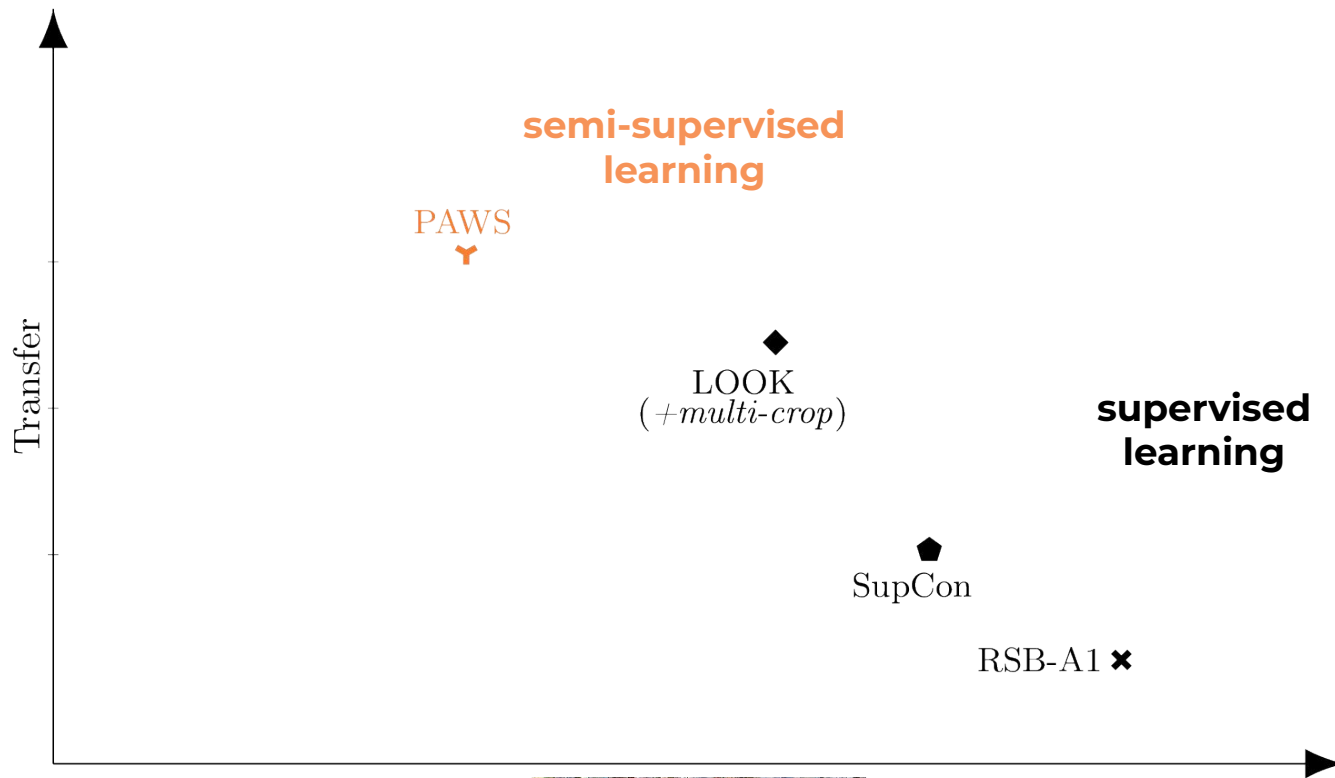 semi-supervised
learning
PAWS
Transfer
LOOK
(+multi-crop)
supervised
learning
SupCon
RSB-A1